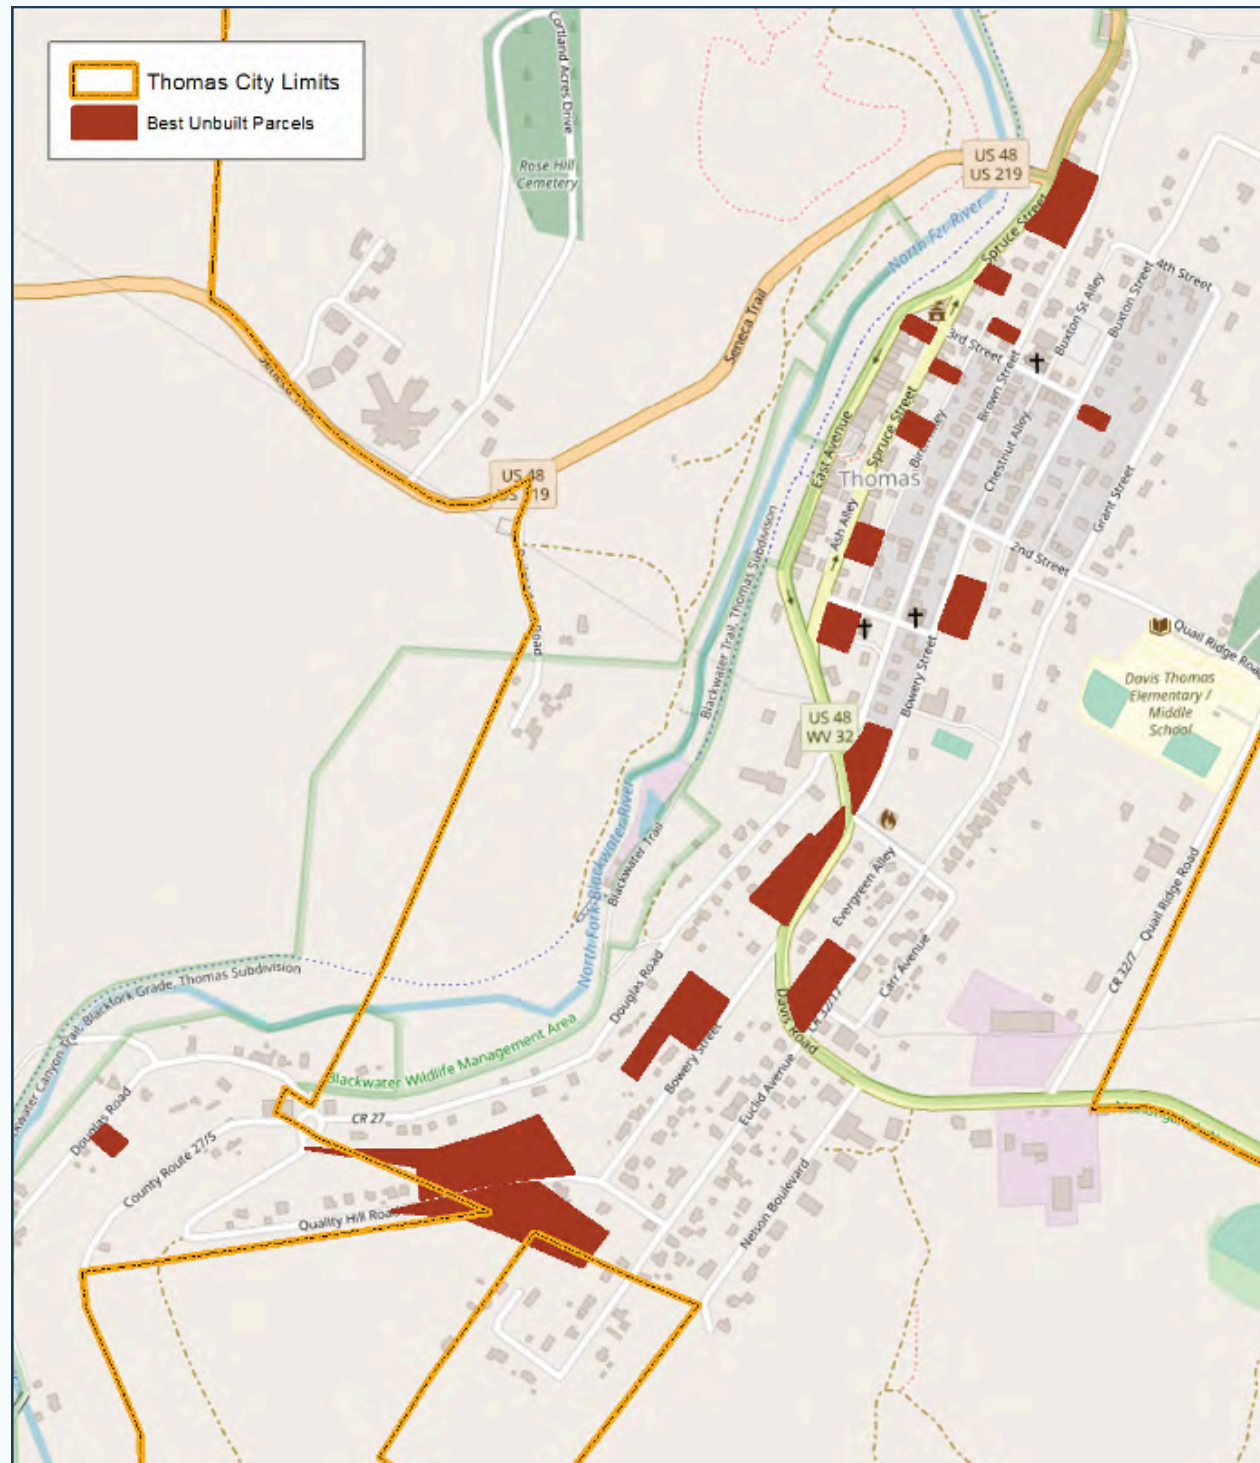 Thomas City Limits
Best Unbuilt Parcels
Cortland Acres Drive
Rose Hill
Cemetery
US 48
US 219
North Fork River
Spruce Street
4th Street
Buxton St Alley
Buxton Street
3rd Street
Brown Street
Seneca Trail
East Avenue
Spruce Street
Chestnut Alley
Grant Street
Thomas
US 48
Ash Alley
2nd Street
Road
Blackwater Trail, Thomas Subdivision
Quail Ridge Road
Bowery Street
Davis Thomas
Elementary /
Middle
School
US 48
WV 32
North Fork Blackwater River
Blackwater Trail
Evergreen Alley
Quail Ridge Road
CR 32/7
Carr Avenue
Blackfork Grade, Thomas Subdivision
Douglas Road
Davis Road
CR 32/17
Blackwater Wildlife Management Area
Bowery Street
Euclid Avenue
Douglas Road
CR 27
County Route 27/5
Quality Hill Road
Nelson Boulevard